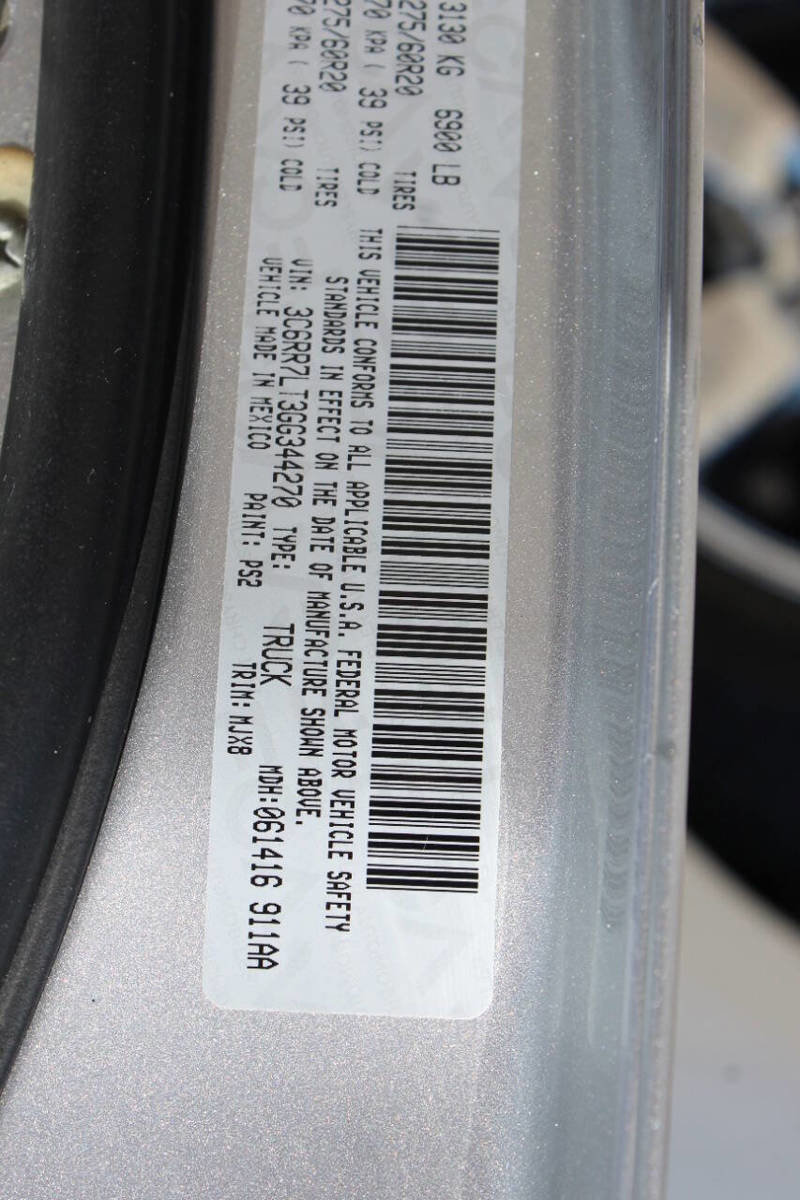 3130 KG 6900 LB
275/60R20 TIRES
70 KPA ( 39 PSI) COLD
275/60R20 TIRES
70 KPA ( 39 PSI) COLD
THIS VEHICLE CONFORMS TO ALL APPLICABLE U.S.A. FEDERAL MOTOR VEHICLE SAFETY
STANDARDS IN EFFECT ON THE DATE OF MANUFACTURE SHOWN ABOVE.
VIN: 3C6RR7LT3GG344270 TYPE: TRUCK MDH:061416 911AA
VEHICLE MADE IN MEXICO PAINT: PS2 TRIM: MJX8